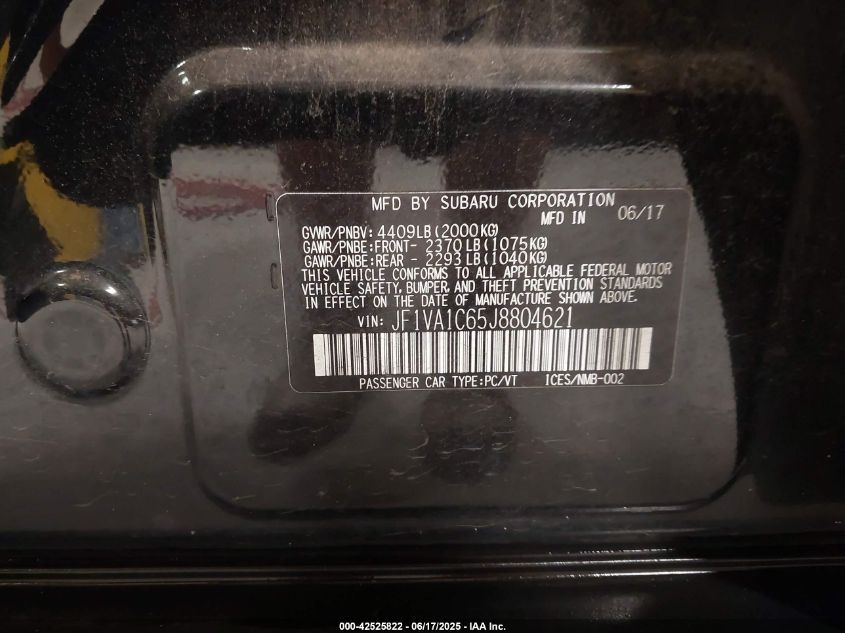 MFD BY SUBARU CORPORATION
MFD IN 06/17
GVWR/PNBV: 4409LB(2000KG)
GAWR/PNBE:FRONT- 2370LB(1075KG)
GAWR/PNBE:REAR - 2293LB(1040KG)
THIS VEHICLE CONFORMS TO ALL APPLICABLE FEDERAL MOTOR
VEHICLE SAFETY, BUMPER, AND THEFT PREVENTION STANDARDS
IN EFFECT ON THE DATE OF MANUFACTURE SHOWN ABOVE.
VIN: JF1VA1C65J8804621
PASSENGER CAR TYPE:PC/VT ICES/NMB-002
000-42525822 - 06/17/2025 - IAA Inc.